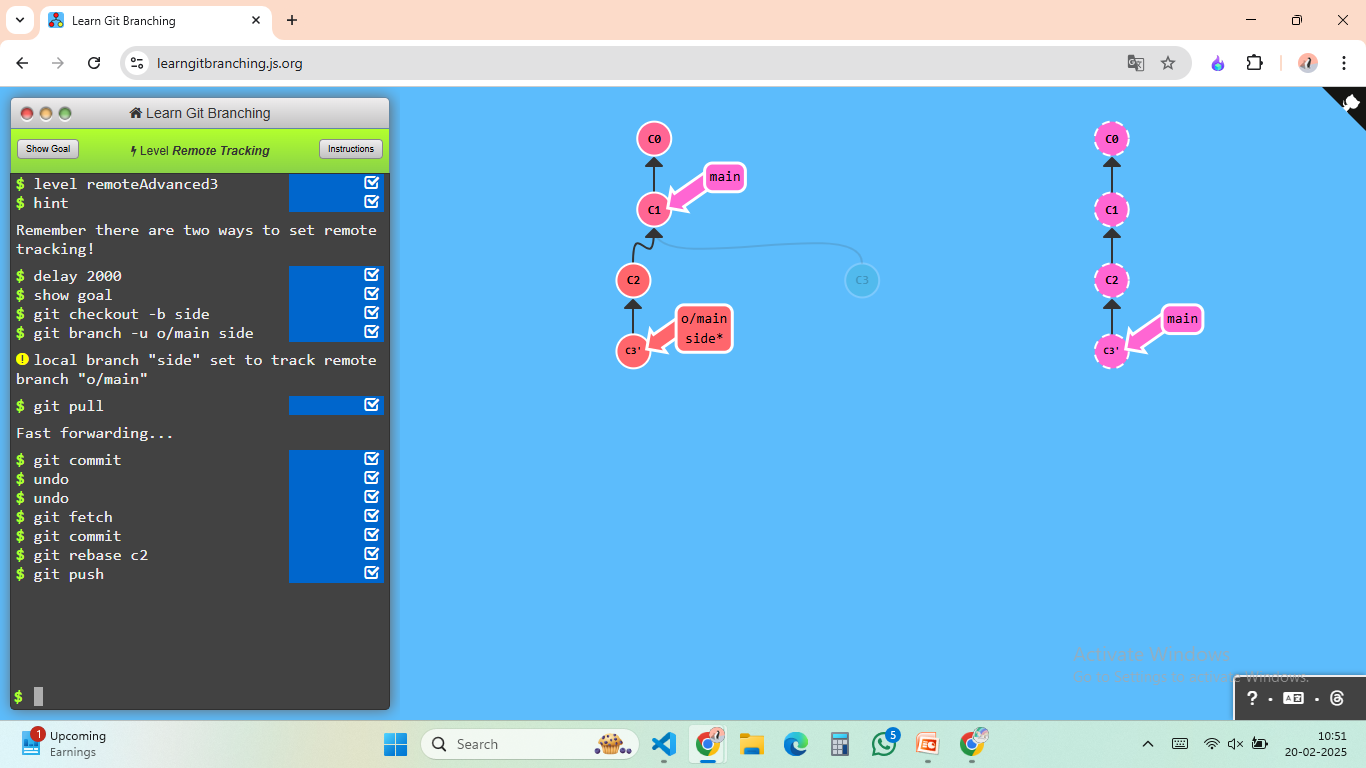 Learn Git Branching
learngitbranching.js.org
Learn Git Branching
Show Goal
Level Remote Tracking
Instructions
$ level remoteAdvanced3
$ hint
Remember there are two ways to set remote
tracking!
$ delay 2000
$ show goal
$ git checkout -b side
$ git branch -u o/main side
local branch "side" set to track remote
branch "o/main"
$ git pull
Fast forwarding...
$ git commit
$ undo
$ undo
$ git fetch
$ git commit
$ git rebase c2
$ git push
$
C0
main
C1
C2
C3
o/main
side*
C3'
C0
C1
C2
main
C3'
Activate Windows
Go to Settings to activate Windows.
?
1
Upcoming
Earnings
Search
5
10:51
20-02-2025